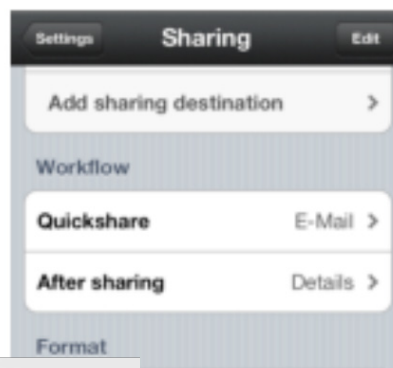 Settings Sharing Edit
Add sharing destination
Workflow
Quickshare E-Mail
After sharing Details
Format